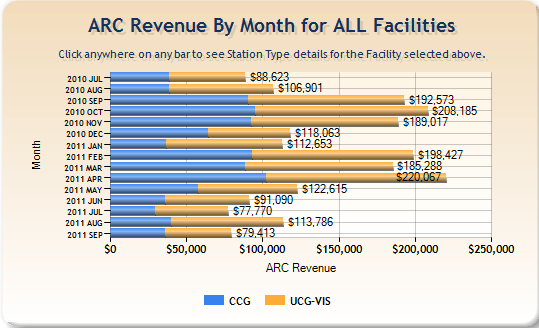 ARC Revenue By Month for ALL Facilities
Click anywhere on any bar to see Station Type details for the Facility selected above.
Month
2010 JUL $88,623
2010 AUG $106,901
2010 SEP $192,573
2010 OCT $208,185
2010 NOV $189,017
2010 DEC $118,063
2011 JAN $112,653
2011 FEB $198,427
2011 MAR $185,288
2011 APR $220,067
2011 MAY $122,615
2011 JUN $91,090
2011 JUL $77,770
2011 AUG $113,786
2011 SEP $79,413
$0 $50,000 $100,000 $150,000 $200,000 $250,000
ARC Revenue
CCG UCG-VIS